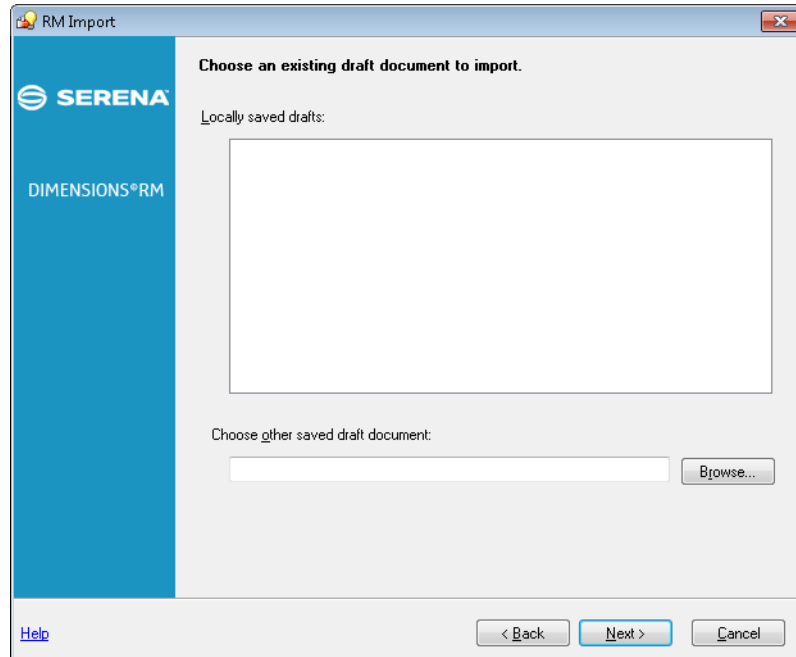 RM Import
Choose an existing draft document to import.
SERENA
Locally saved drafts:
DIMENSIONS®RM
Choose other saved draft document:
Browse...
Help
< Back
Next >
Cancel